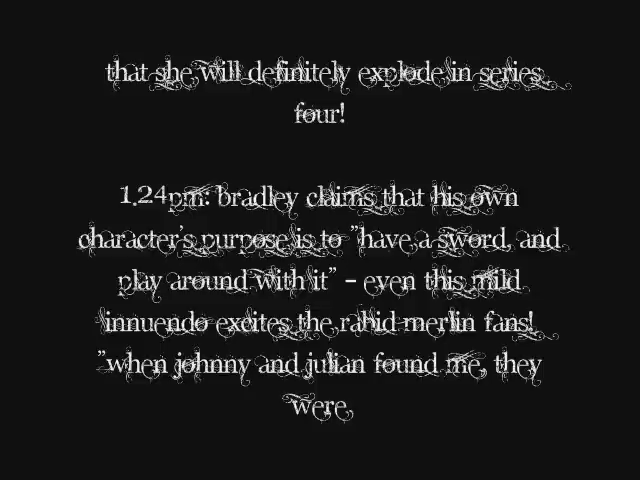 that she will definitely explode in series
four!
1.24pm: bradley claims that his own
character's purpose is to "have a sword, and
play around with it" - even this mild
innuendo excites the rabid merlin fans!
"when johnny and julian found me, they
were,